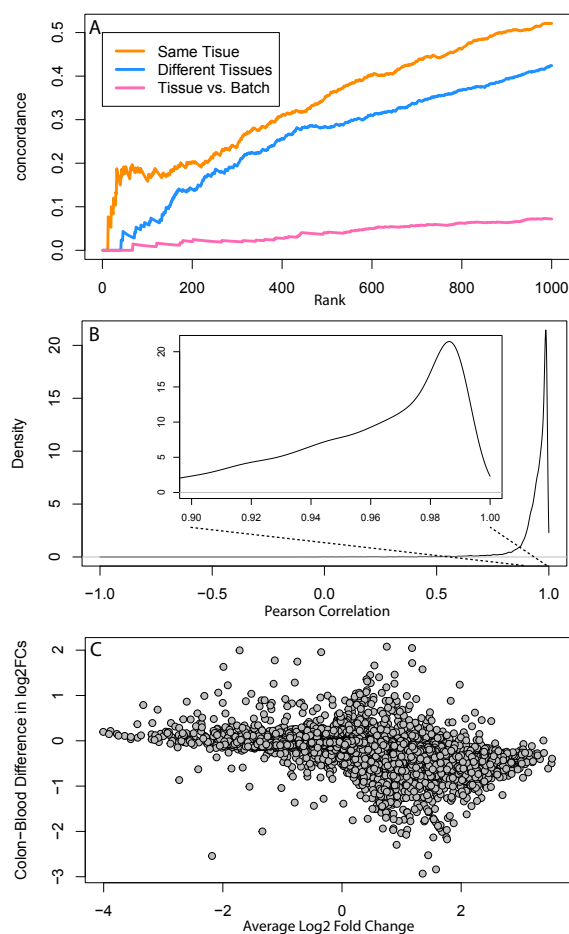 A
Same Tisue
Different Tissues
Tissue vs. Batch
concordance
0.0 0.1 0.2 0.3 0.4 0.5
0 200 400 600 800 1000
Rank
B
Density
0 5 10 15 20
0 5 10 15 20
0.90 0.92 0.94 0.96 0.98 1.00
−1.0 −0.5 0.0 0.5 1.0
Pearson Correlation
C
Colon−Blood Difference in log2FCs
−3 −2 −1 0 1 2
−4 −2 0 2
Average Log2 Fold Change